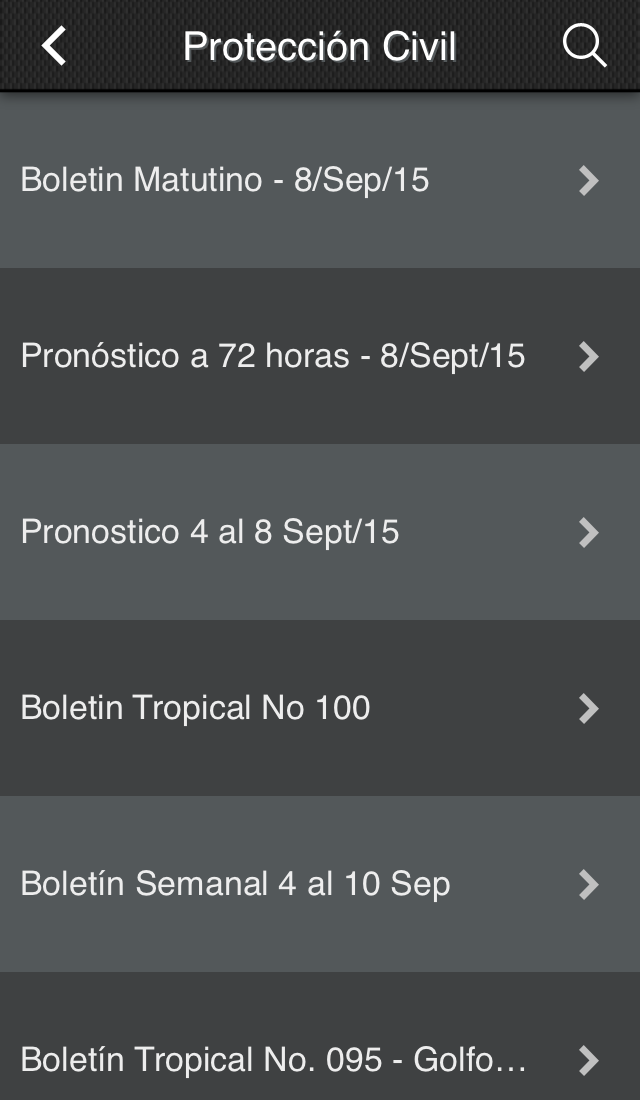 Protección Civil
Boletin Matutino - 8/Sep/15
Pronóstico a 72 horas - 8/Sept/15
Pronostico 4 al 8 Sept/15
Boletin Tropical No 100
Boletín Semanal 4 al 10 Sep
Boletín Tropical No. 095 - Golfo...